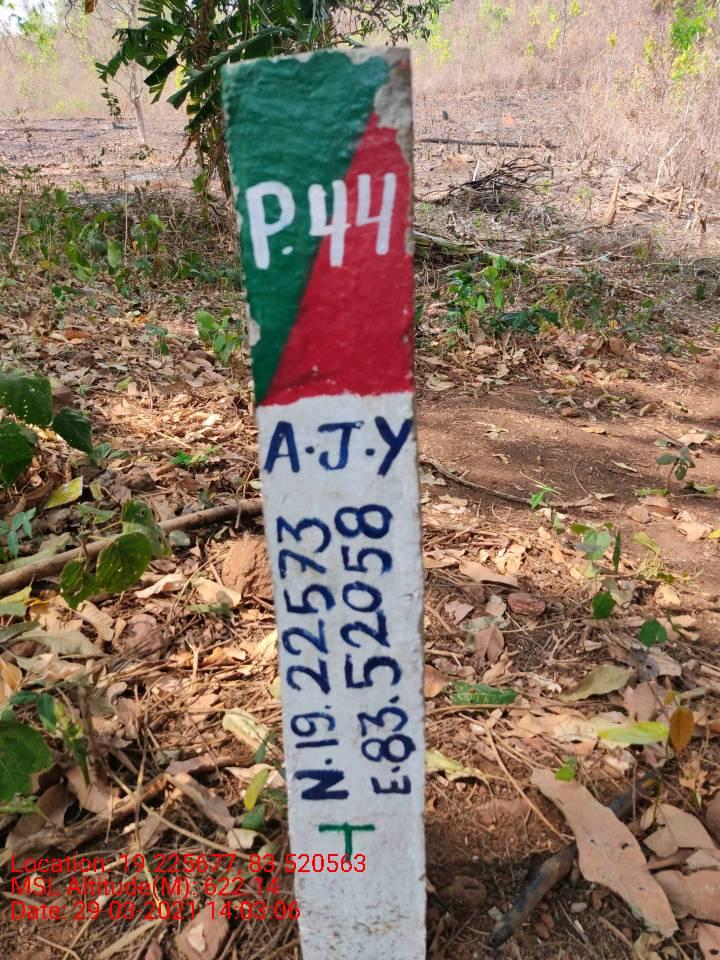 P.44
A.J.Y
N.19.22573
E.83.52058
T
Location: 19.225677, 83.520563
MSL Altitude(M): 622.14
Date: 29-03-2021 14:03:06